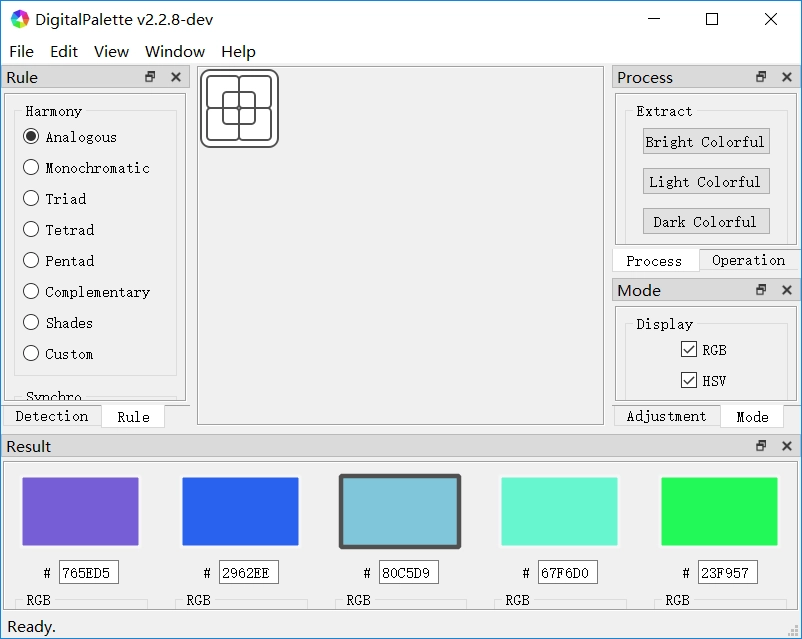 DigitalPalette v2.2.8-dev
File Edit View Window Help
Rule
Harmony
Analogous
Monochromatic
Triad
Tetrad
Pentad
Complementary
Shades
Custom
Synchro
Detection Rule
Process
Extract
Bright Colorful
Light Colorful
Dark Colorful
Process Operation
Mode
Display
RGB
HSV
Adjustment Mode
Result
# 765ED5 # 2962EE # 80C5D9 # 67F6D0 # 23F957
RGB RGB RGB RGB RGB
Ready.